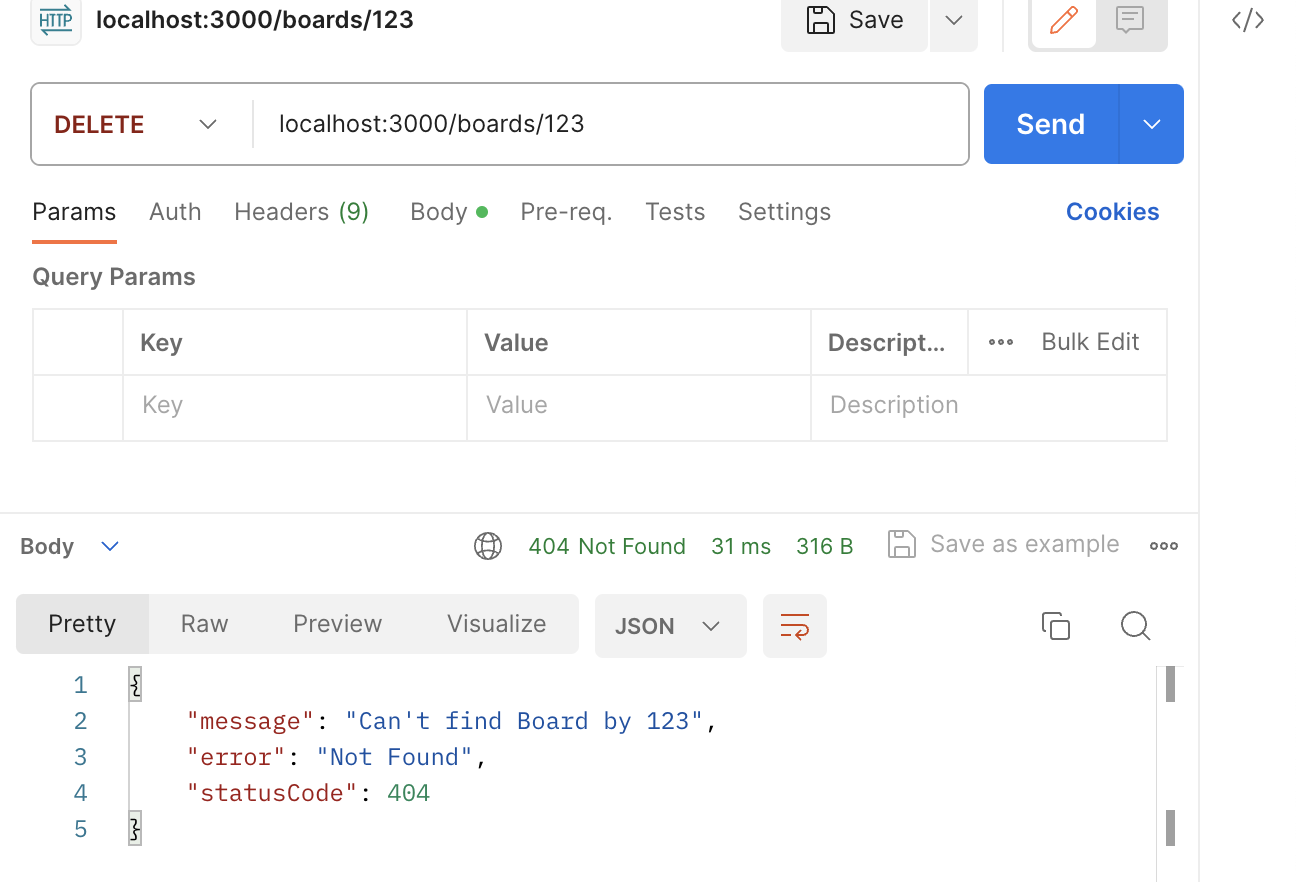 HTTP localhost:3000/boards/123 Save </>
DELETE localhost:3000/boards/123 Send
Params Auth Headers (9) Body Pre-req. Tests Settings Cookies
Query Params
Key Value Descript... Bulk Edit
Key Value Description
Body 404 Not Found 31 ms 316 B Save as example
Pretty Raw Preview Visualize JSON
1 {
2 "message": "Can't find Board by 123",
3 "error": "Not Found",
4 "statusCode": 404
5 }